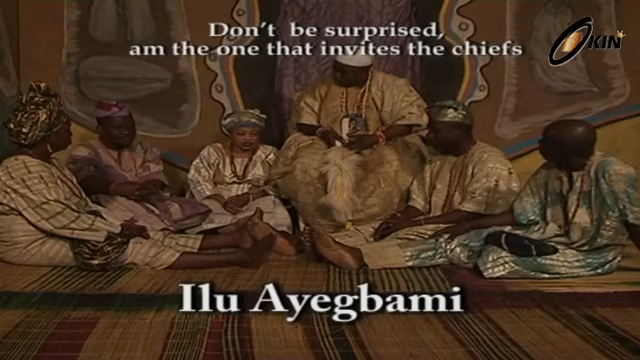 Don't be surprised,
am the one that invites the chiefs
OKIN
Ilu Ayegbami